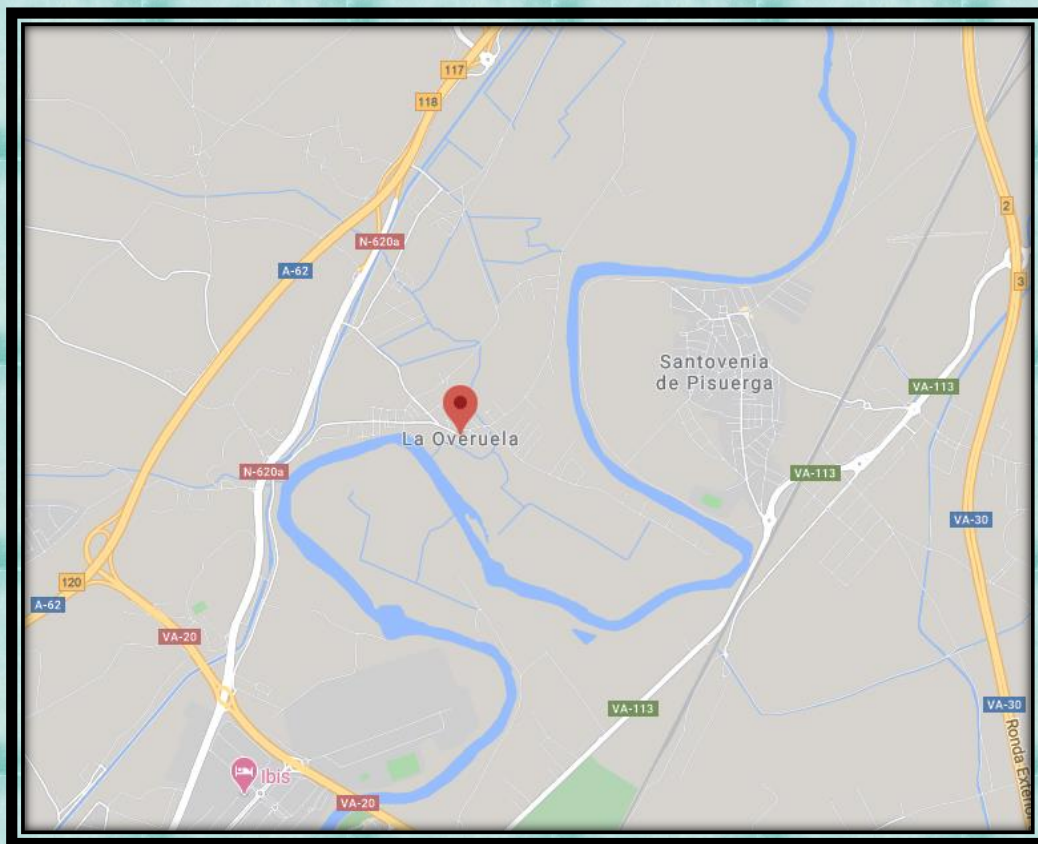 117
118
2
N-620a
A-62
3
Santovenia
de Pisuerga
VA-113
La Overuela
N-620a
VA-113
VA-30
120
A-62
VA-20
VA-113
VA-30
Ronda Exterior
Ibis
VA-20